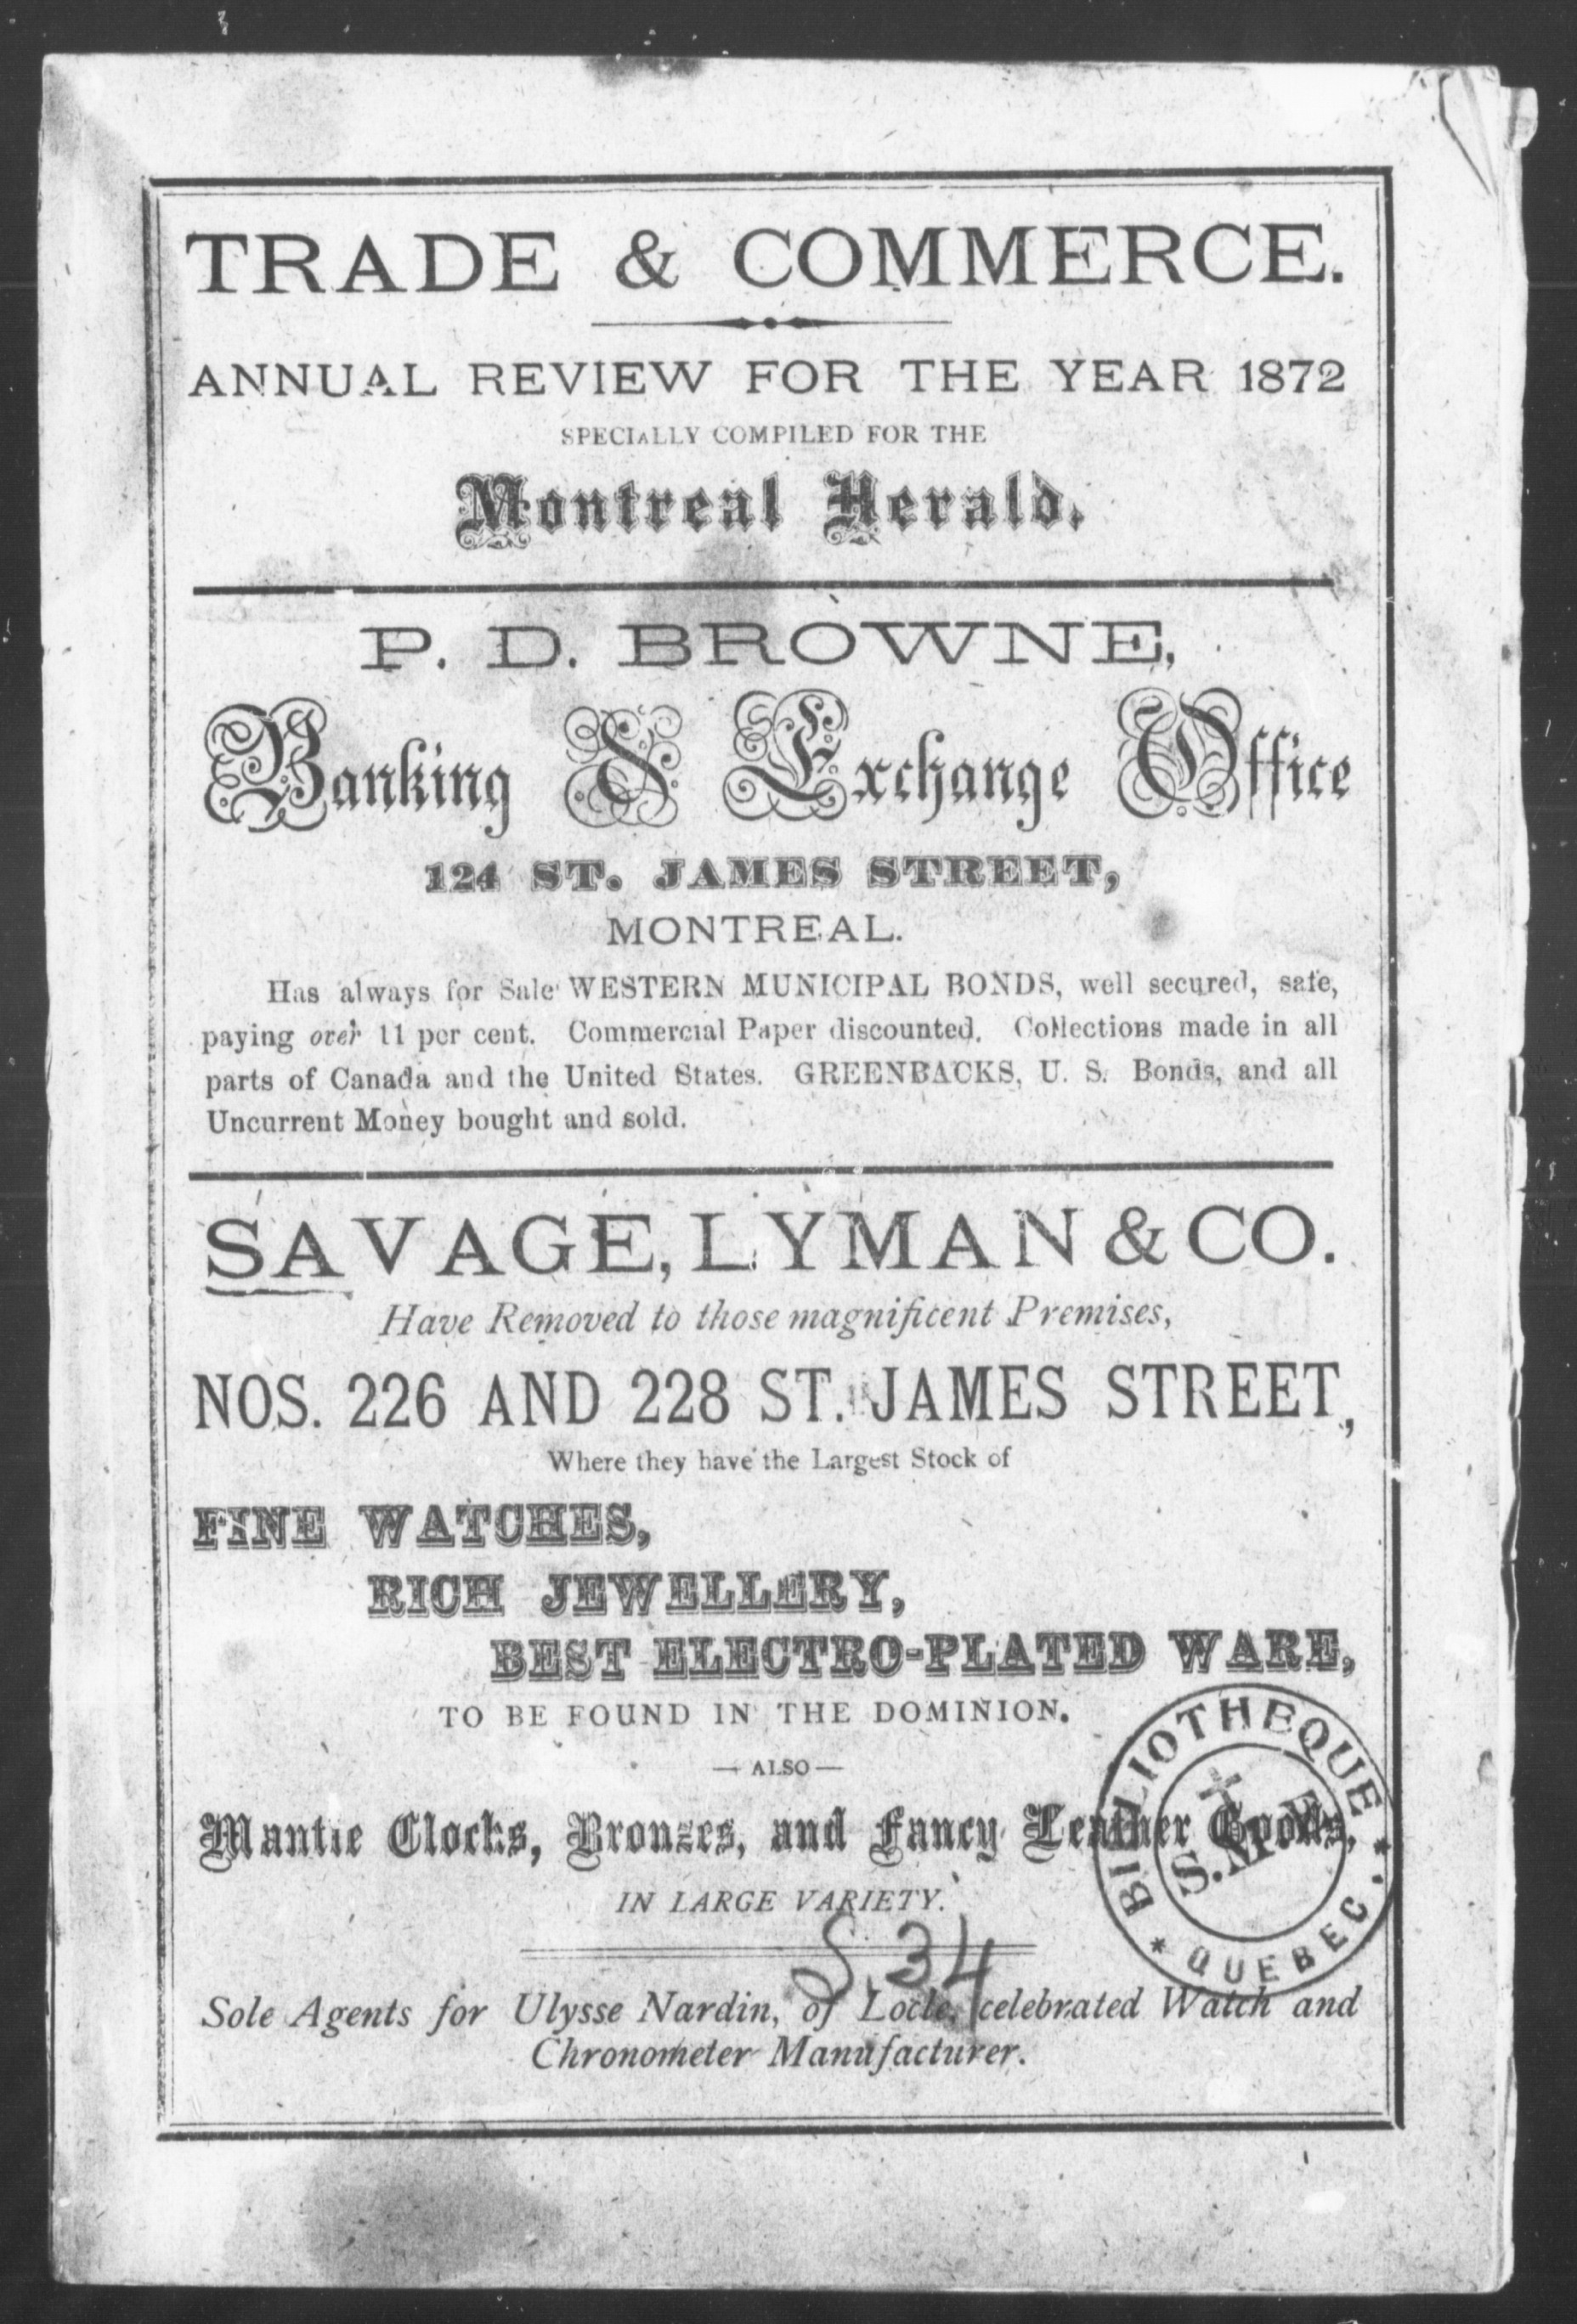 TRADE & COMMERCE.
ANNUAL REVIEW FOR THE YEAR 1872
SPECIALLY COMPILED FOR THE
Montreal Herald.
P. D. BROWNE,
Banking & Exchange Office
124 ST. JAMES STREET,
MONTREAL.
Has always for Sale WESTERN MUNICIPAL BONDS, well secured, safe,
paying over 11 per cent. Commercial Paper discounted. Collections made in all
parts of Canada and the United States. GREENBACKS, U. S. Bonds, and all
Uncurrent Money bought and sold.
SAVAGE, LYMAN & CO.
Have Removed to those magnificent Premises,
NOS. 226 AND 228 ST. JAMES STREET,
Where they have the Largest Stock of
FINE WATCHES,
RICH JEWELLERY,
BEST ELECTRO-PLATED WARE,
TO BE FOUND IN THE DOMINION.
— ALSO —
Mantle Clocks, Bronzes, and Fancy Leather Goods,
IN LARGE VARIETY.
BIBLIOTHEQUE
QUEBEC
S.34
Sole Agents for Ulysse Nardin, of Locle, celebrated Watch and
Chronometer Manufacturer.